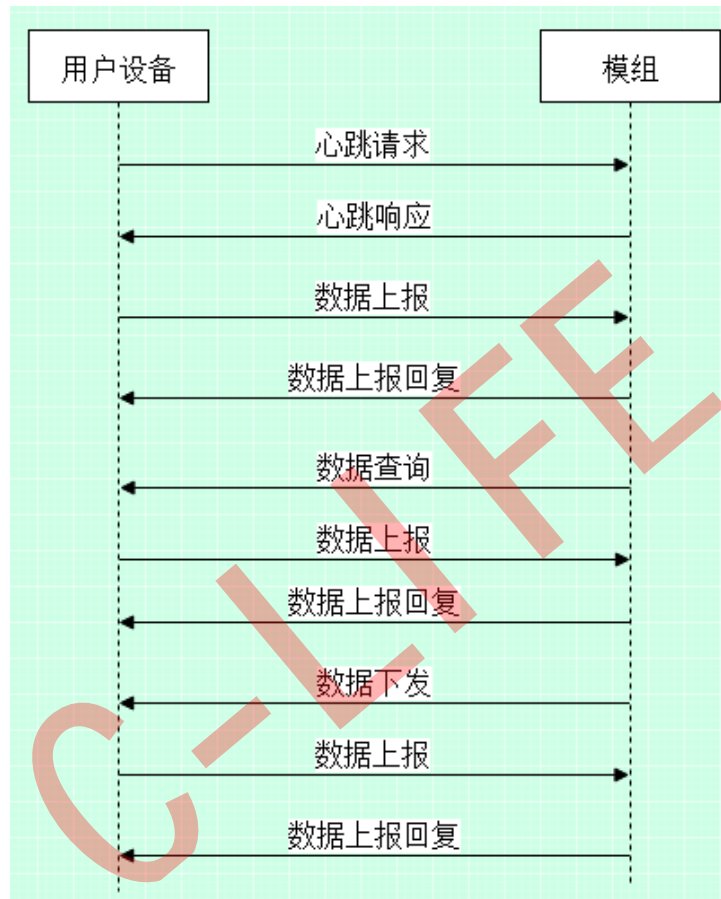 用户设备
模组
心跳请求
心跳响应
数据上报
数据上报回复
数据查询
数据上报
数据上报回复
数据下发
数据上报
数据上报回复
C-LIFE